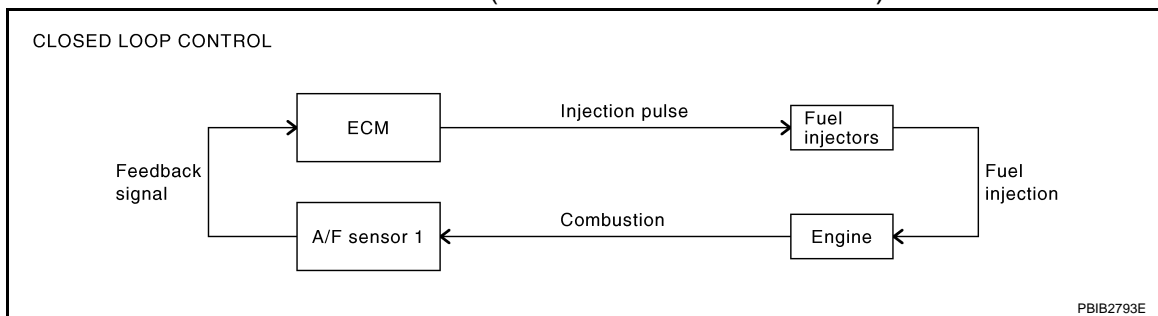 CLOSED LOOP CONTROL
ECM
Injection pulse
Fuel
injectors
Feedback
signal
Fuel
injection
A/F sensor 1
Combustion
Engine
PBIB2793E